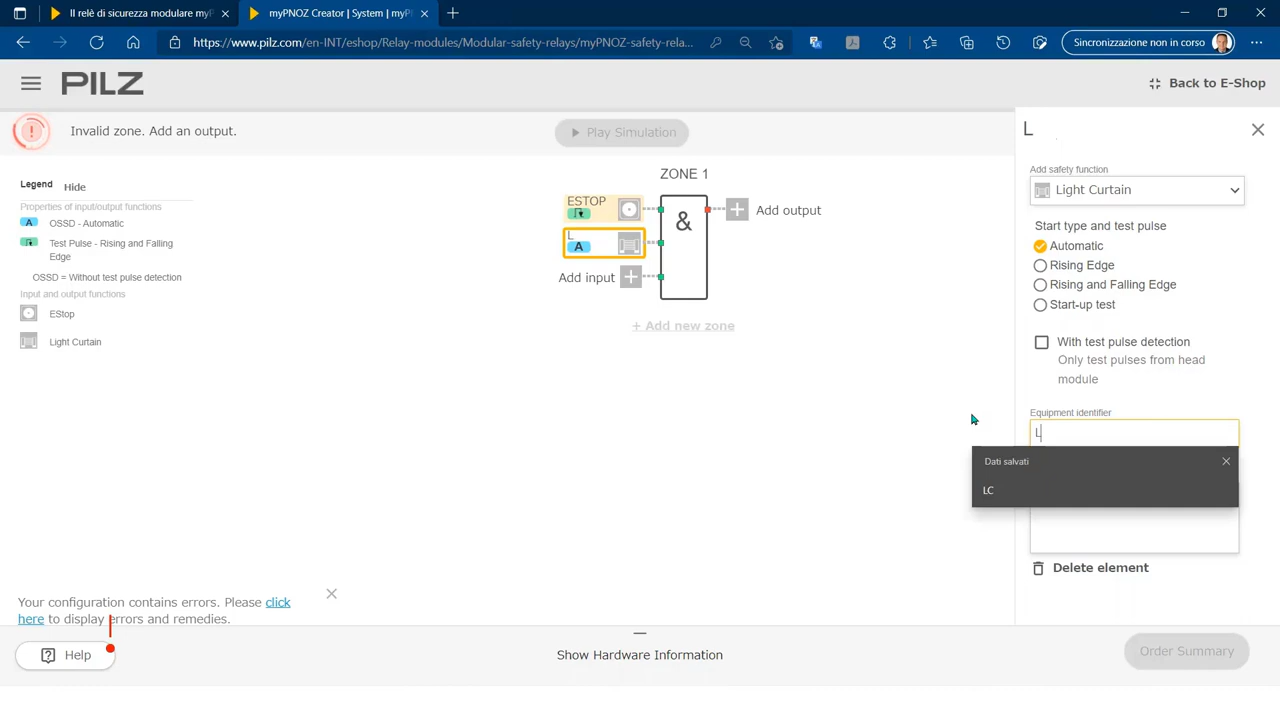 Il relè di sicurezza modulare myP
myPNOZ Creator | System | myP
https://www.pilz.com/en-INT/eshop/Relay-modules/Modular-safety-relays/myPNOZ-safety-rela...
Sincronizzazione non in corso
PILZ
Back to E-Shop
Invalid zone. Add an output.
Play Simulation
Legend
Hide
Properties of input/output functions
A
OSSD - Automatic
Test Pulse - Rising and Falling
Edge
OSSD = Without test pulse detection
Input and output functions
EStop
Light Curtain
ZONE 1
ESTOP
&
Add output
L
A
Add input
+ Add new zone
L
Add safety function
Light Curtain
Start type and test pulse
Automatic
Rising Edge
Rising and Falling Edge
Start-up test
With test pulse detection
Only test pulses from head
module
Equipment identifier
L
Dati salvati
LC
Delete element
Your configuration contains errors. Please click
here to display errors and remedies.
Help
Show Hardware Information
Order Summary